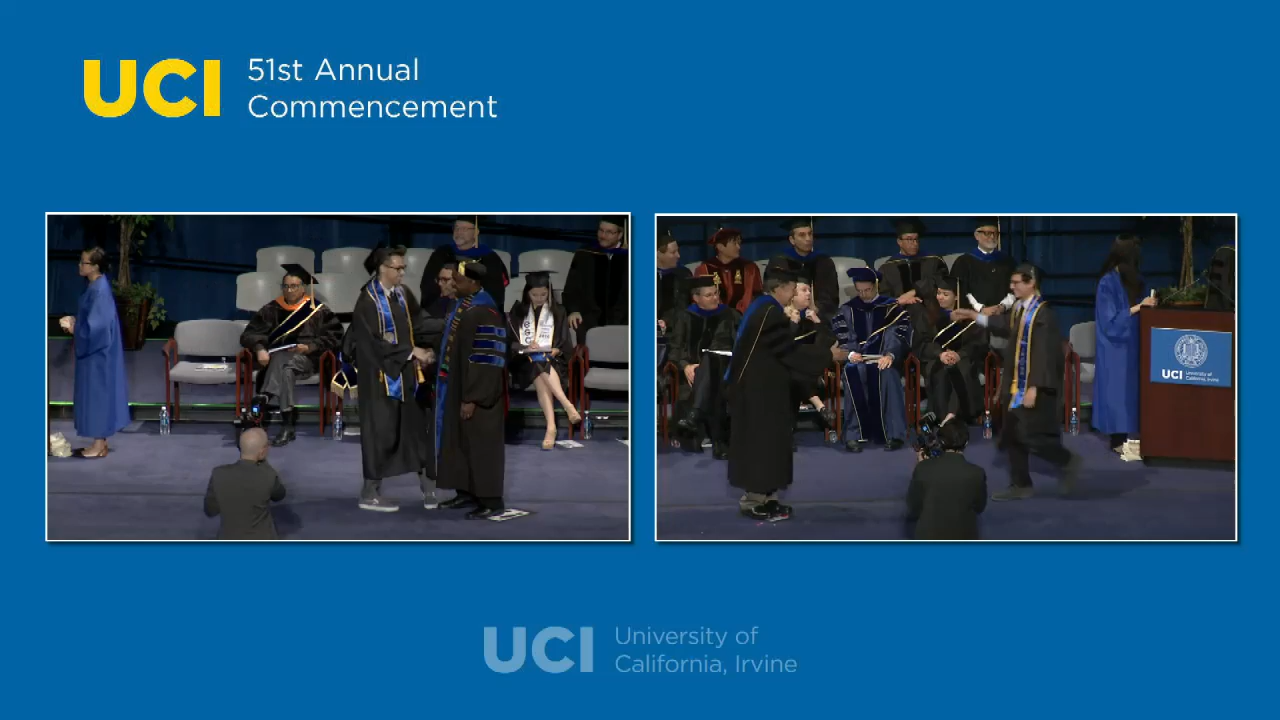 UCI 51st Annual
Commencement
UCI University of
California, Irvine
UCI University of
California, Irvine